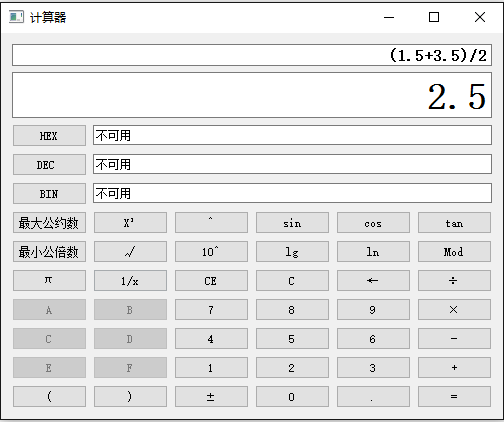 计算器
(1.5+3.5)/2
2.5
HEX 不可用
DEC 不可用
BIN 不可用
最大公约数 X³ ^ sin cos tan
最小公倍数 √ 10^ lg ln Mod
π 1/x CE C ← ÷
A B 7 8 9 ×
C D 4 5 6 -
E F 1 2 3 +
( ) ± 0 . =